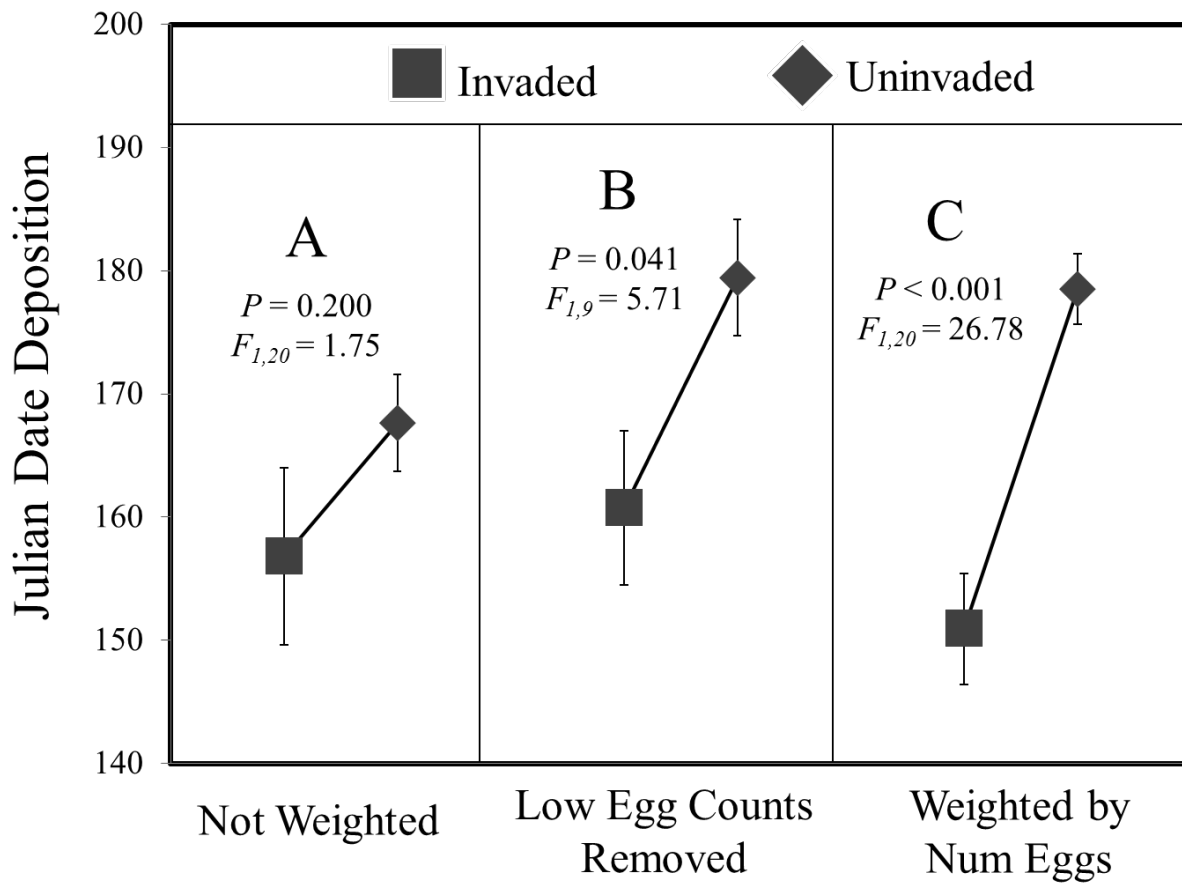 Julian Date Deposition
200
190
180
170
160
150
140
Invaded
Uninvaded
A
P = 0.200
F1,20 = 1.75
B
P = 0.041
F1,9 = 5.71
C
P < 0.001
F1,20 = 26.78
Not Weighted
Low Egg Counts
Removed
Weighted by
Num Eggs